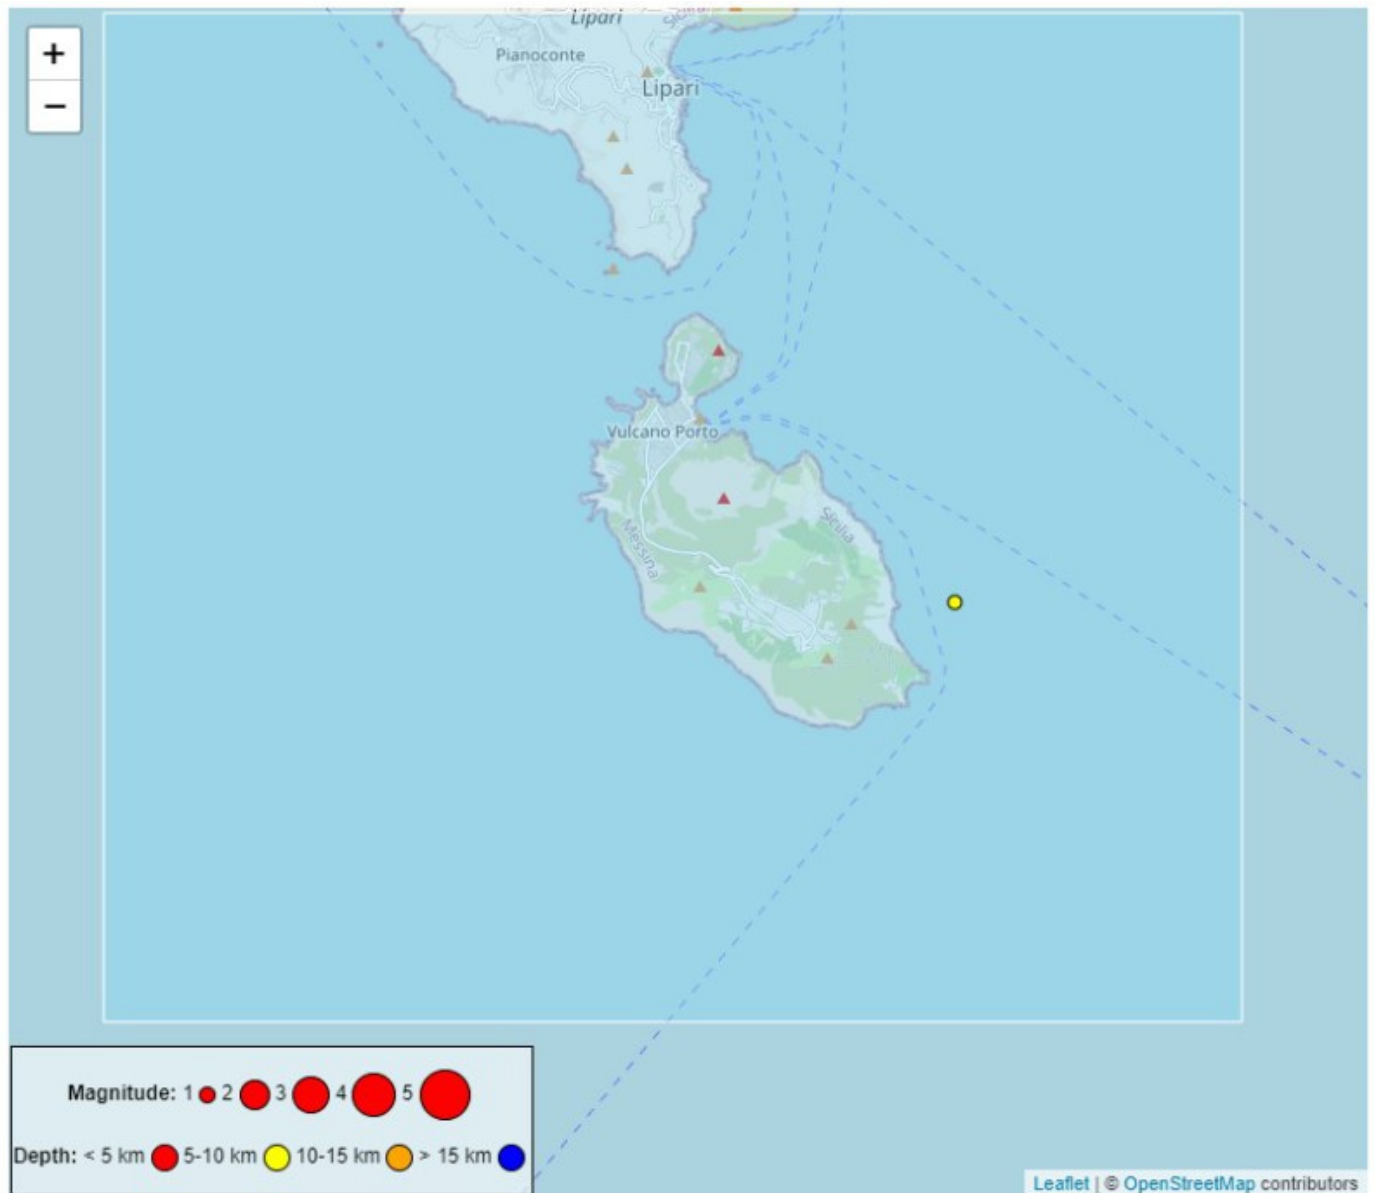 +
−
Lipari
Sicilia
Pianoconte
Lipari
Vulcano Porto
Messina
Sicilia
Magnitude: 1 2 3 4 5
Depth: < 5 km 5-10 km 10-15 km > 15 km
Leaflet | © OpenStreetMap contributors